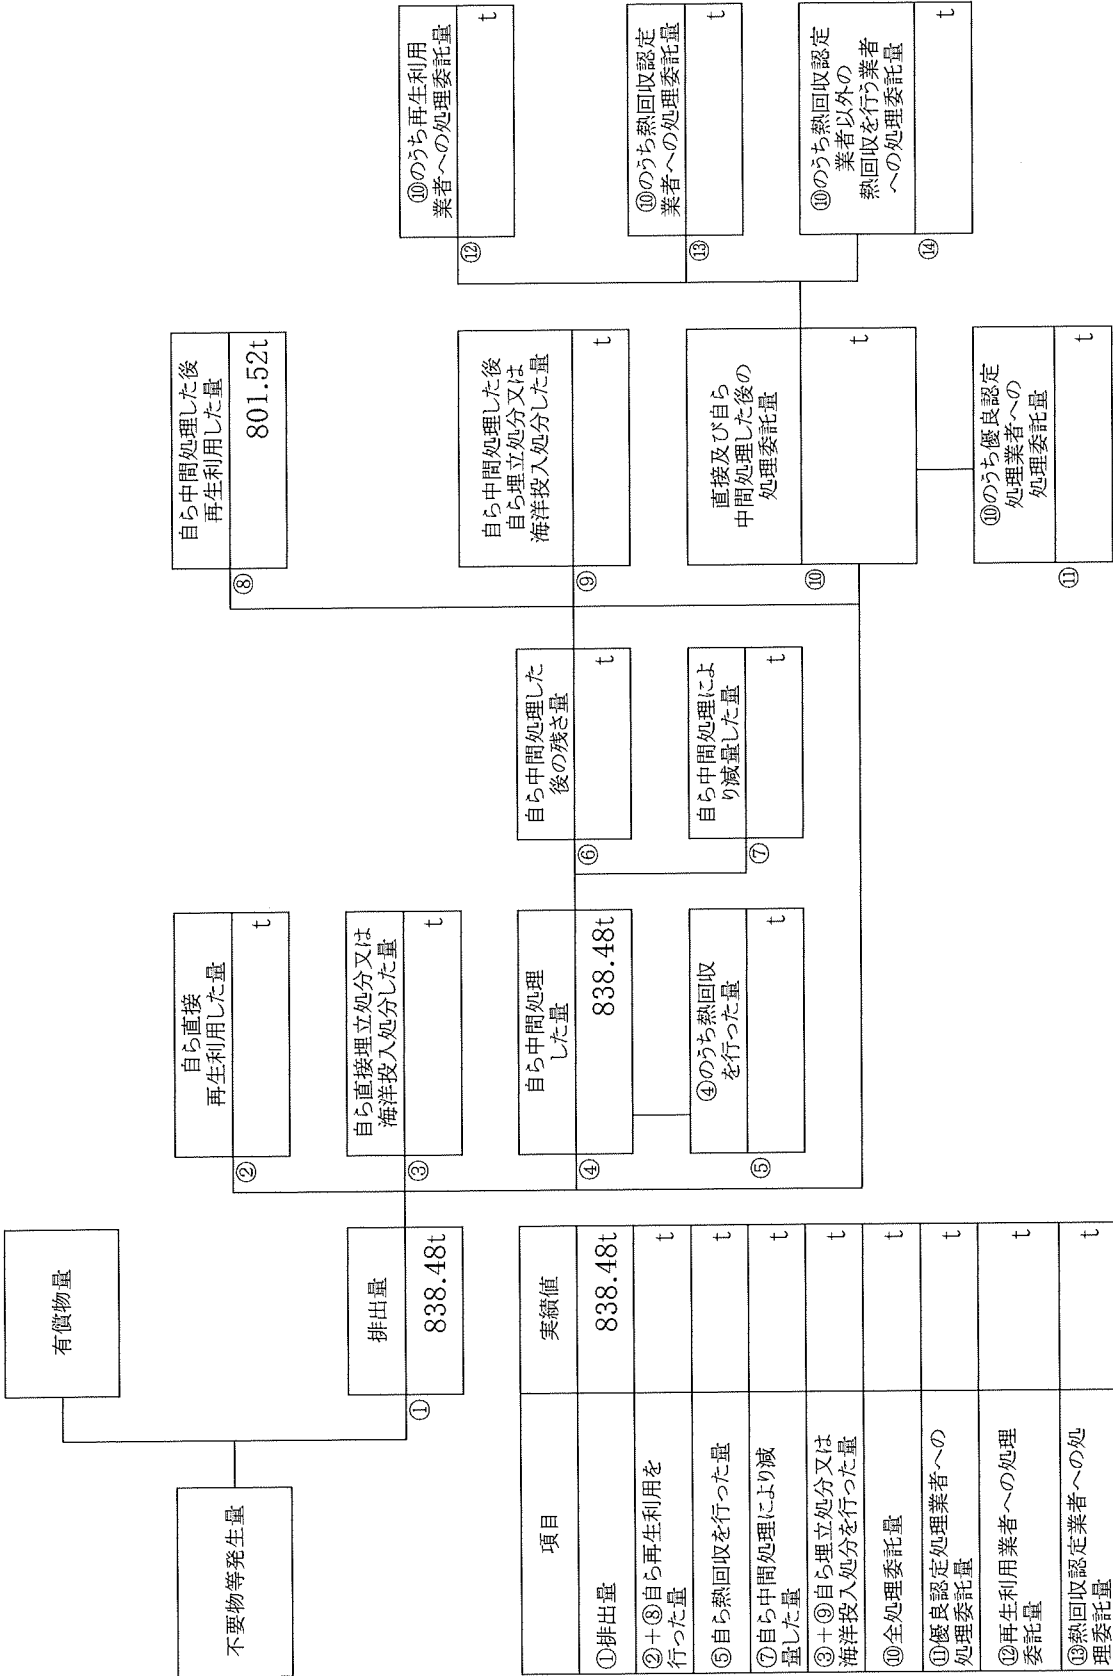 不要物等発生量
有償物量
①
排出量
838.48t
②
自ら直接
再生利用した量
t
③
自ら直接埋立処分又は
海洋投入処分した量
t
④
自ら中間処理
した量
838.48t
⑤
④のうち熱回収
を行った量
t
⑥
自ら中間処理した
後の残さ量
t
⑦
自ら中間処理によ
り減量した量
t
⑧
自ら中間処理した後
再生利用した量
801.52t
⑨
自ら中間処理した後
自ら埋立処分又は
海洋投入処分した量
t
⑩
直接及び自ら
中間処理した後の
処理委託量
t
⑪
⑩のうち優良認定
処理業者への
処理委託量
t
⑫
⑩のうち再生利用
業者への処理委託量
t
⑬
⑩のうち熱回収認定
業者への処理委託量
t
⑭
⑩のうち熱回収認定
業者以外の
熱回収を行う業者
への処理委託量
t
項目 実績値
①排出量 838.48t
②+⑧自ら再生利用を
行った量 t
⑤自ら熱回収を行った量 t
⑦自ら中間処理により減
量した量 t
③+⑨自ら埋立処分又は
海洋投入処分を行った量 t
⑩全処理委託量 t
⑪優良認定処理業者への
処理委託量 t
⑫再生利用業者への処理
委託量 t
⑬熱回収認定業者への処
理委託量 t